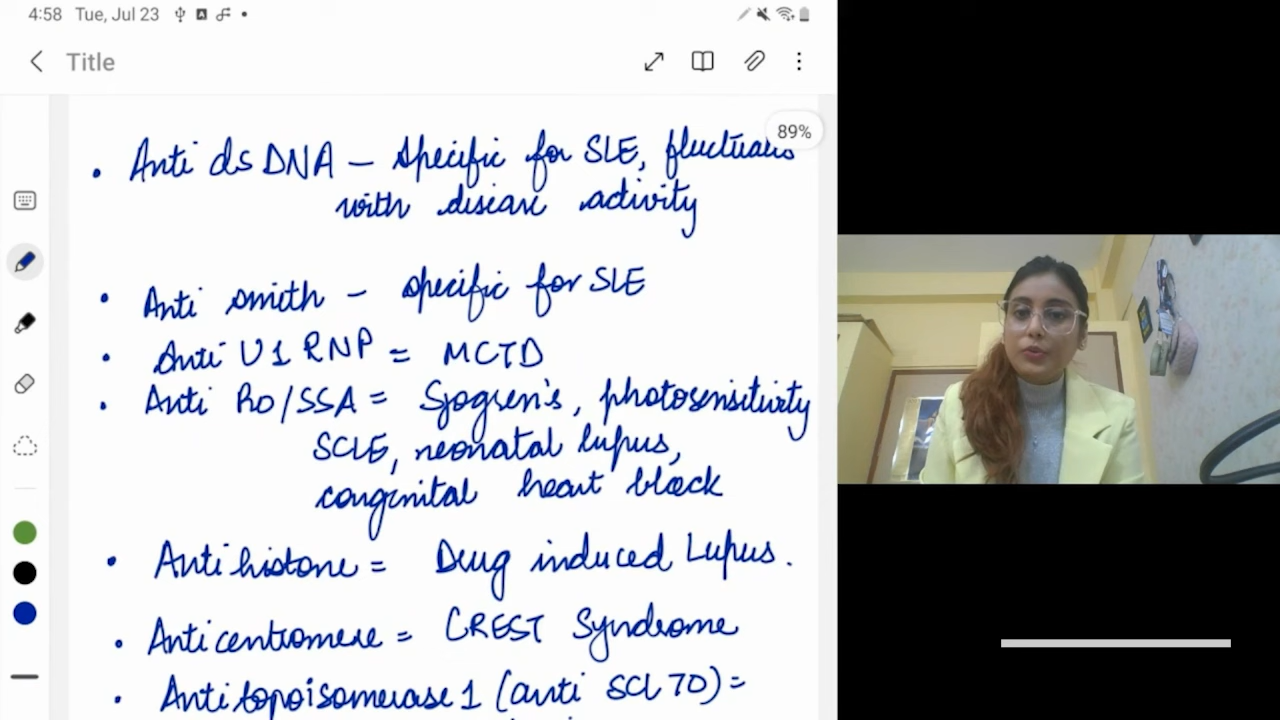 4:58 Tue, Jul 23
Title
89%
• Anti ds DNA – specific for SLE, fluctuates
with disease activity
• Anti smith – specific for SLE
• Anti U1 RNP = MCTD
• Anti Ro/SSA = Sjogren's, photosensitivity
SCLE, neonatal lupus,
congenital heart block
• Anti histone = Drug induced Lupus.
• Anti centromere = CREST Syndrome
• Anti topoisomerase 1 (anti SCL 70) =